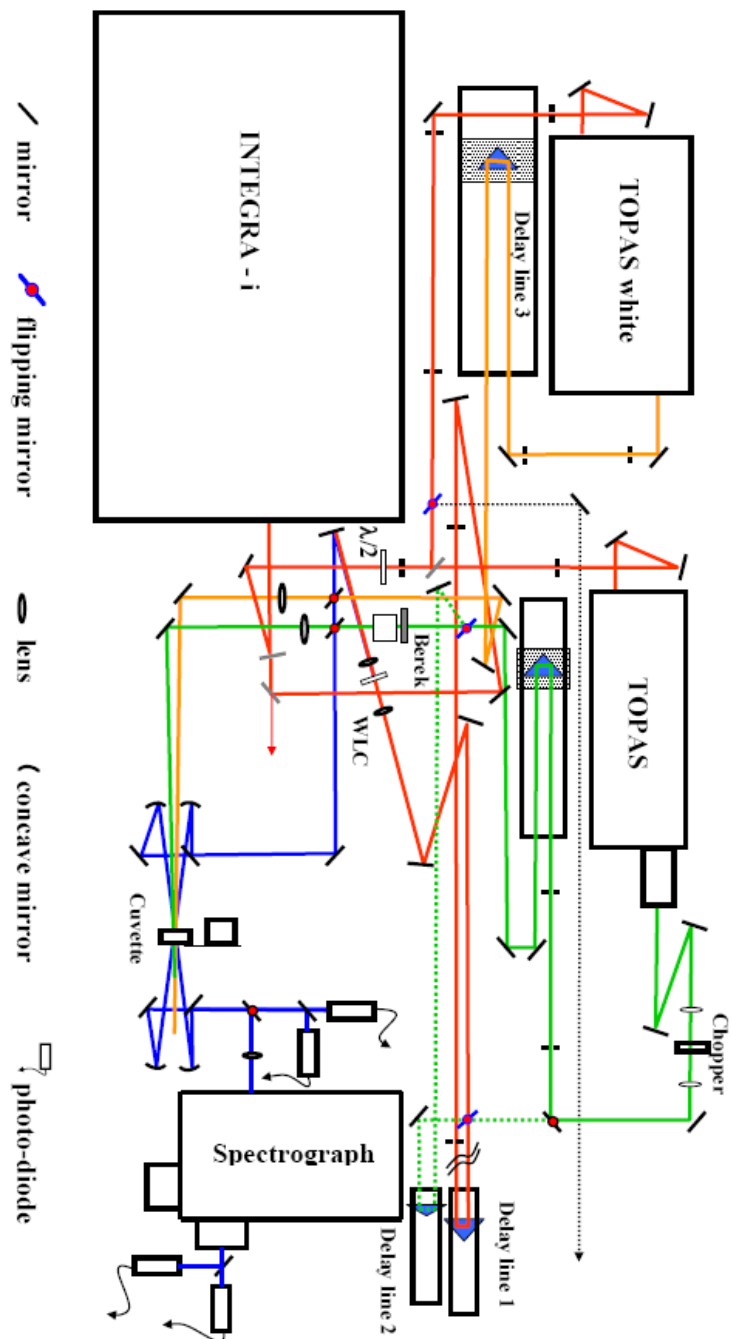 TOPAS white
Delay line 3
INTEGRA - i
TOPAS
λ/2
Berek
WLC
Chopper
Cuvette
Spectrograph
Delay line 1
Delay line 2
mirror
flipping mirror
lens
concave mirror
photo-diode